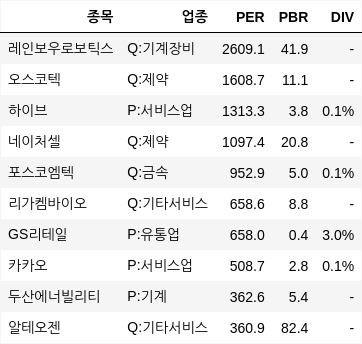 종목 업종 PER PBR DIV
레인보우로보틱스 Q:기계장비 2609.1 41.9 -
오스코텍 Q:제약 1608.7 11.1 -
하이브 P:서비스업 1313.3 3.8 0.1%
네이처셀 Q:제약 1097.4 20.8 -
포스코엠텍 Q:금속 952.9 5.0 0.1%
리가켐바이오 Q:기타서비스 658.6 8.8 -
GS리테일 P:유통업 658.0 0.4 3.0%
카카오 P:서비스업 508.7 2.8 0.1%
두산에너빌리티 P:기계 362.6 5.4 -
알테오젠 Q:기타서비스 360.9 82.4 -